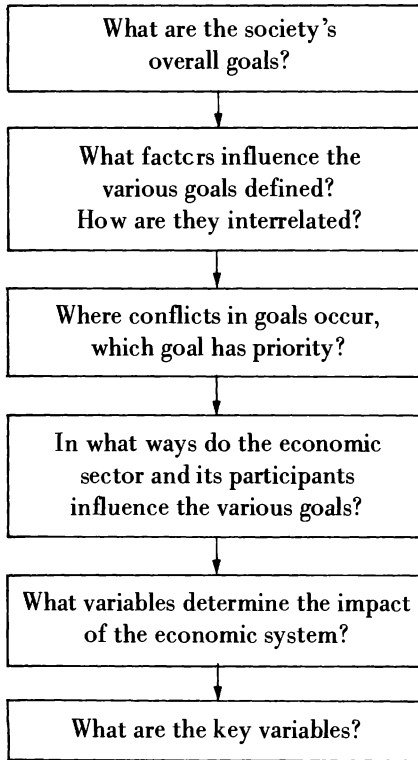 What are the society's
overall goals?
What factcrs influence the
various goals defined?
How are they interrelated?
Where conflicts in goals occur,
which goal has priority?
In what ways do the economic
sector and its participants
influence the various goals?
What variables determine the impact
of the economic system?
What are the key variables?